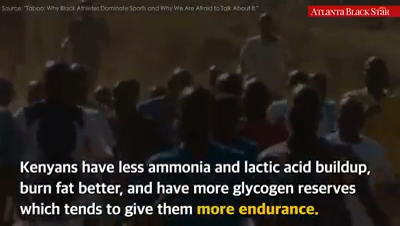 Source: "Taboo: Why Black Athletes Dominate Sports and Why We Are Afraid to Talk About It."
ATLANTA BLACK STAR
Kenyans have less ammonia and lactic acid buildup,
burn fat better, and have more glycogen reserves
which tends to give them more endurance.